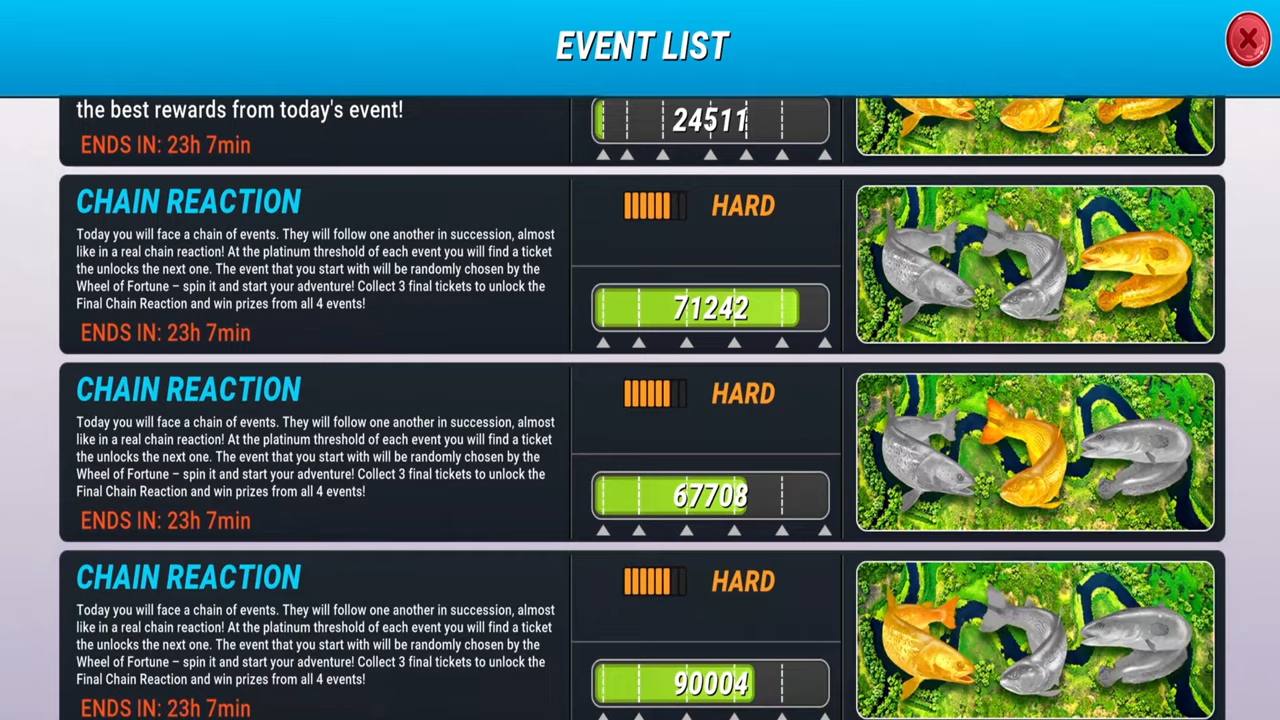 EVENT LIST
the best rewards from today's event!
24511
ENDS IN: 23h 7min
CHAIN REACTION
HARD
Today you will face a chain of events. They will follow one another in succession, almost
like in a real chain reaction! At the platinum threshold of each event you will find a ticket
the unlocks the next one. The event that you start with will be randomly chosen by the
Wheel of Fortune – spin it and start your adventure! Collect 3 final tickets to unlock the
Final Chain Reaction and win prizes from all 4 events!
71242
ENDS IN: 23h 7min
CHAIN REACTION
HARD
Today you will face a chain of events. They will follow one another in succession, almost
like in a real chain reaction! At the platinum threshold of each event you will find a ticket
the unlocks the next one. The event that you start with will be randomly chosen by the
Wheel of Fortune – spin it and start your adventure! Collect 3 final tickets to unlock the
Final Chain Reaction and win prizes from all 4 events!
67708
ENDS IN: 23h 7min
CHAIN REACTION
HARD
Today you will face a chain of events. They will follow one another in succession, almost
like in a real chain reaction! At the platinum threshold of each event you will find a ticket
the unlocks the next one. The event that you start with will be randomly chosen by the
Wheel of Fortune – spin it and start your adventure! Collect 3 final tickets to unlock the
Final Chain Reaction and win prizes from all 4 events!
90004
ENDS IN: 23h 7min